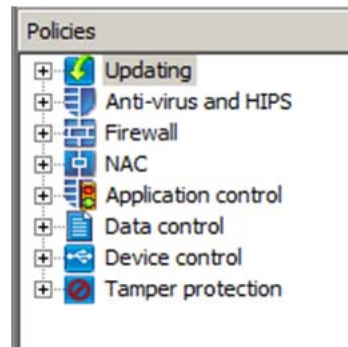 Policies
Updating
Anti-virus and HIPS
Firewall
NAC
Application control
Data control
Device control
Tamper protection